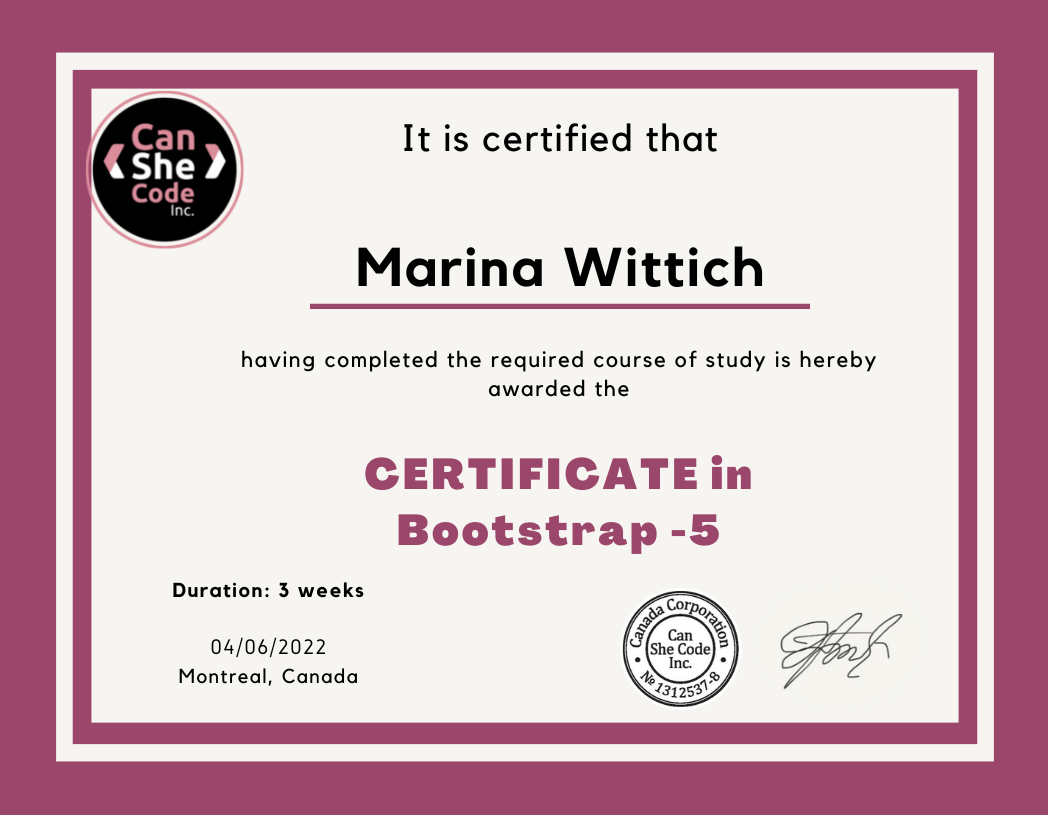 Can
She
Code
Inc.
It is certified that
Marina Wittich
having completed the required course of study is hereby
awarded the
CERTIFICATE in
Bootstrap -5
Duration: 3 weeks
04/06/2022
Montreal, Canada
Canada Corporation
Can
She Code
Inc.
№ 1312537-8